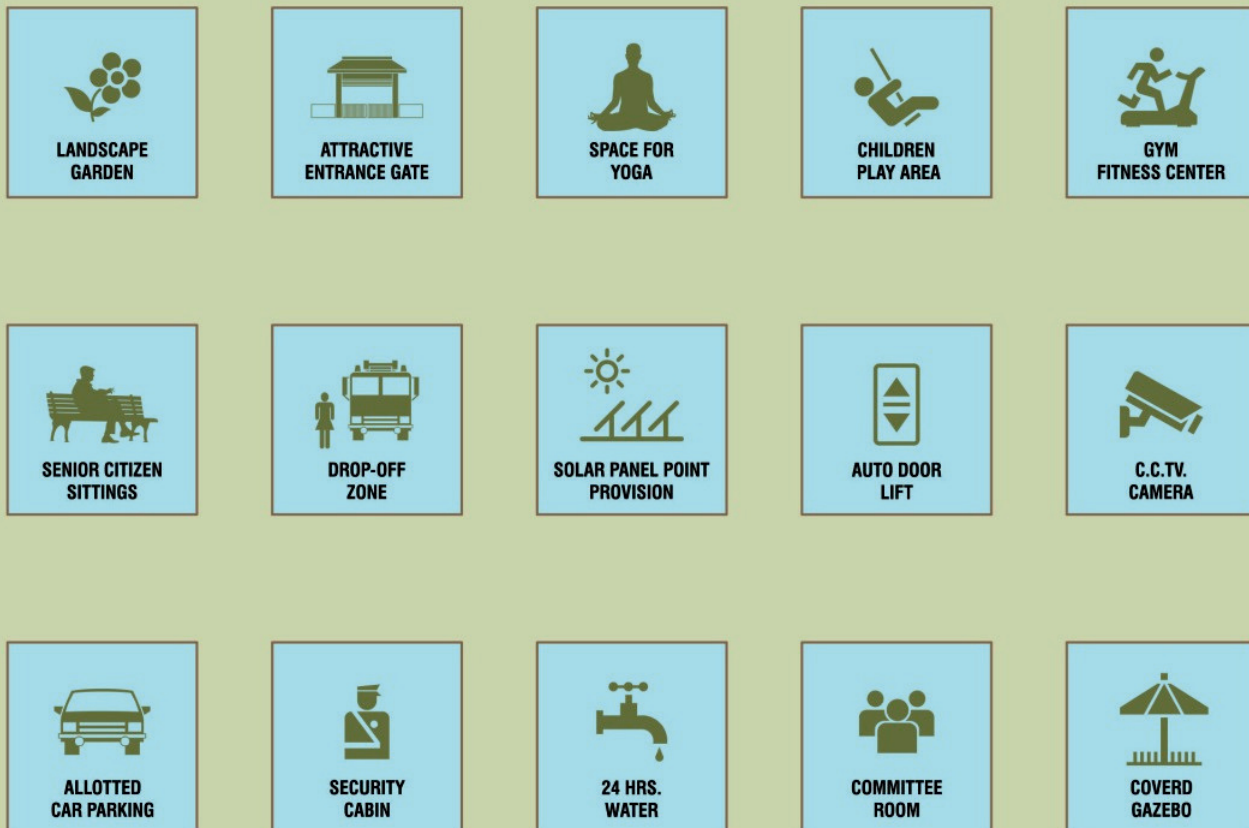 LANDSCAPE
GARDEN
ATTRACTIVE
ENTRANCE GATE
SPACE FOR
YOGA
CHILDREN
PLAY AREA
GYM
FITNESS CENTER
SENIOR CITIZEN
SITTINGS
DROP-OFF
ZONE
SOLAR PANEL POINT
PROVISION
AUTO DOOR
LIFT
C.C.TV.
CAMERA
ALLOTTED
CAR PARKING
SECURITY
CABIN
24 HRS.
WATER
COMMITTEE
ROOM
COVERD
GAZEBO